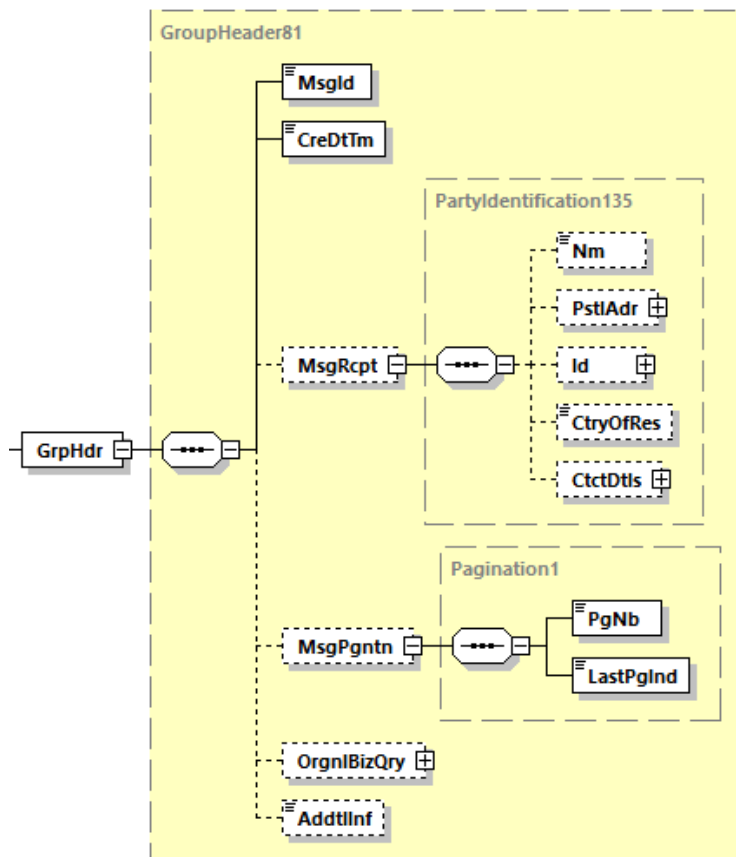 GroupHeader81
MsgId
CreDtTm
PartyIdentification135
Nm
PstlAdr
MsgRcpt
Id
CtryOfRes
GrpHdr
CtctDtls
Pagination1
PgNb
MsgPgntn
LastPgInd
OrgnlBizQry
AddtlInf